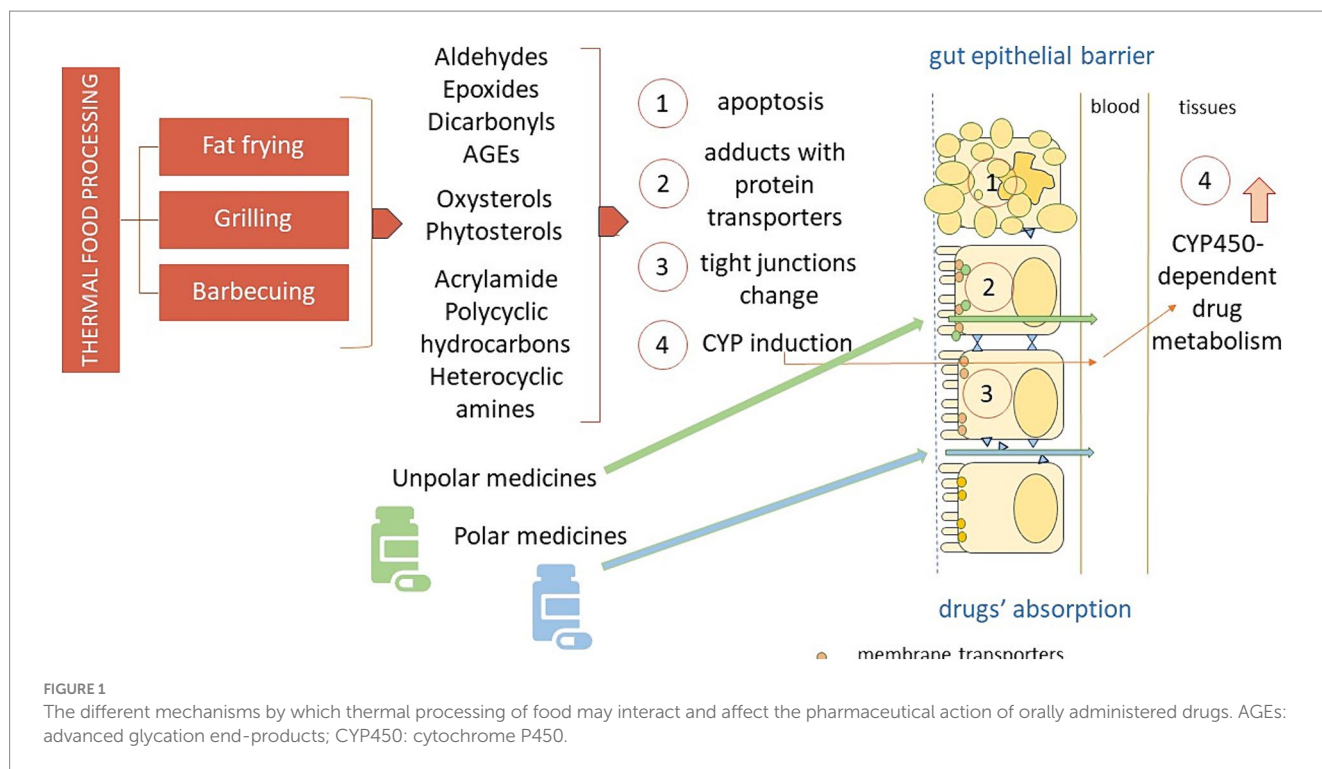 THERMAL FOOD PROCESSING
Fat frying
Grilling
Barbecuing
Aldehydes
Epoxides
Dicarbonyls
AGEs
Oxysterols
Phytosterols
Acrylamide
Polycyclic
hydrocarbons
Heterocyclic
amines
1 apoptosis
2 adducts with
protein
transporters
3 tight junctions
change
4 CYP induction
Unpolar medicines
Polar medicines
gut epithelial barrier
blood
tissues
1
2
3
4
CYP450-
dependent
drug
metabolism
drugs' absorption
membrane transporters
FIGURE 1
The different mechanisms by which thermal processing of food may interact and affect the pharmaceutical action of orally administered drugs. AGEs:
advanced glycation end-products; CYP450: cytochrome P450.